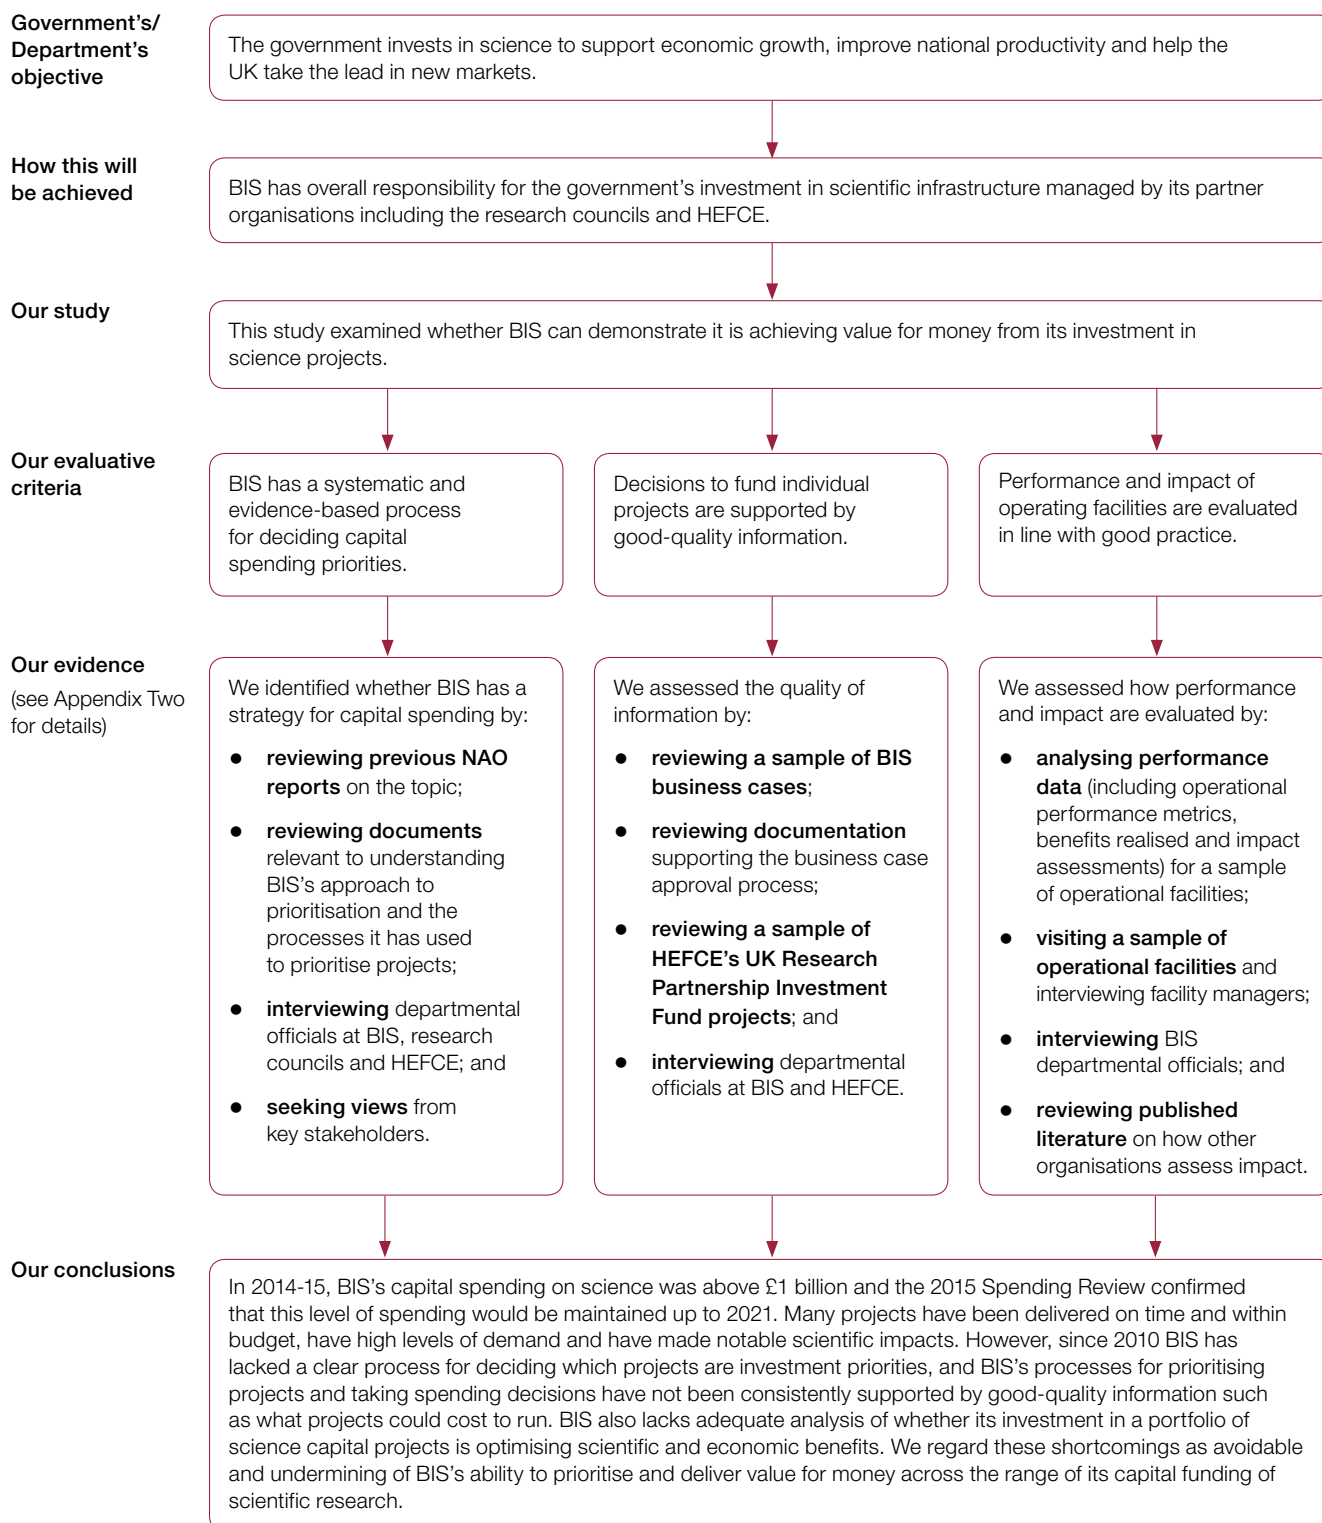 Government's/
Department's
objective
The government invests in science to support economic growth, improve national productivity and help the
UK take the lead in new markets.
How this will
be achieved
BIS has overall responsibility for the government's investment in scientific infrastructure managed by its partner
organisations including the research councils and HEFCE.
Our study
This study examined whether BIS can demonstrate it is achieving value for money from its investment in
science projects.
Our evaluative
criteria
BIS has a systematic and
evidence-based process
for deciding capital
spending priorities.
Decisions to fund individual
projects are supported by
good-quality information.
Performance and impact of
operating facilities are evaluated
in line with good practice.
Our evidence
(see Appendix Two
for details)
We identified whether BIS has a
strategy for capital spending by:
● reviewing previous NAO
reports on the topic;
● reviewing documents
relevant to understanding
BIS's approach to
prioritisation and the
processes it has used
to prioritise projects;
● interviewing departmental
officials at BIS, research
councils and HEFCE; and
● seeking views from
key stakeholders.
We assessed the quality of
information by:
● reviewing a sample of BIS
business cases;
● reviewing documentation
supporting the business case
approval process;
● reviewing a sample of
HEFCE's UK Research
Partnership Investment
Fund projects; and
● interviewing departmental
officials at BIS and HEFCE.
We assessed how performance
and impact are evaluated by:
● analysing performance
data (including operational
performance metrics,
benefits realised and impact
assessments) for a sample
of operational facilities;
● visiting a sample of
operational facilities and
interviewing facility managers;
● interviewing BIS
departmental officials; and
● reviewing published
literature on how other
organisations assess impact.
Our conclusions
In 2014-15, BIS's capital spending on science was above £1 billion and the 2015 Spending Review confirmed
that this level of spending would be maintained up to 2021. Many projects have been delivered on time and within
budget, have high levels of demand and have made notable scientific impacts. However, since 2010 BIS has
lacked a clear process for deciding which projects are investment priorities, and BIS's processes for prioritising
projects and taking spending decisions have not been consistently supported by good-quality information such
as what projects could cost to run. BIS also lacks adequate analysis of whether its investment in a portfolio of
science capital projects is optimising scientific and economic benefits. We regard these shortcomings as avoidable
and undermining of BIS's ability to prioritise and deliver value for money across the range of its capital funding of
scientific research.